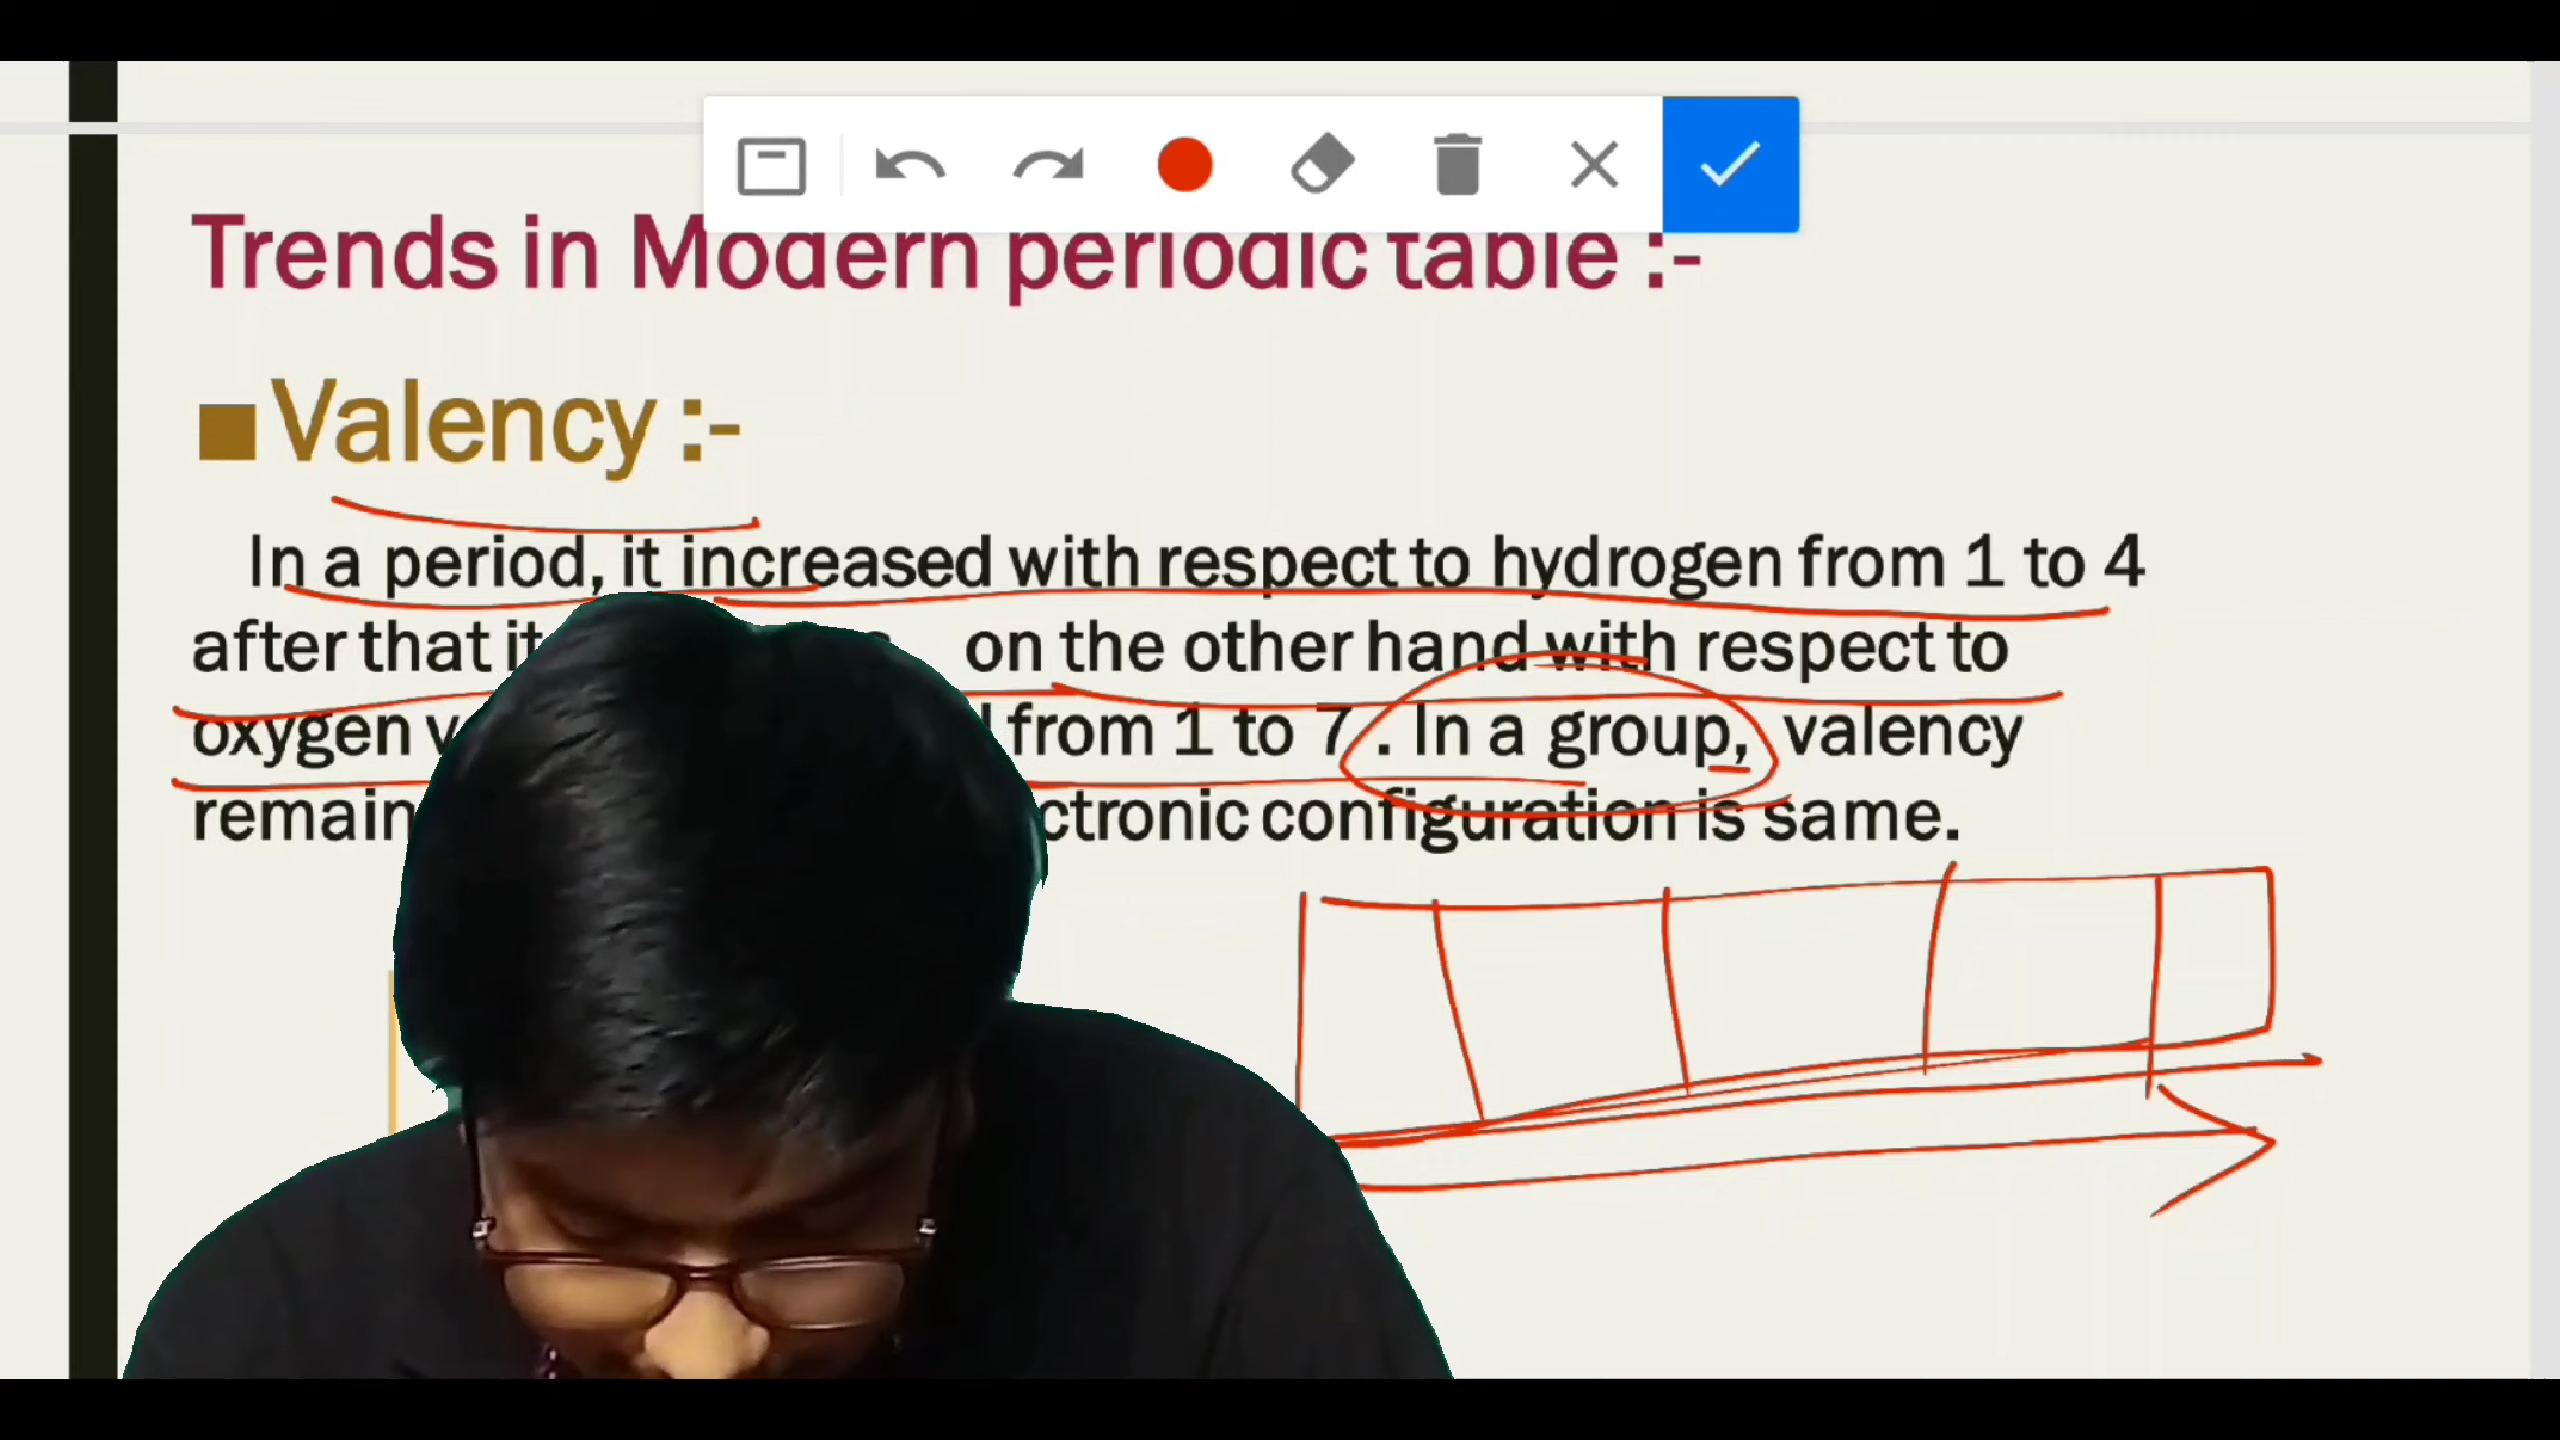 Trends in Modern periodic table :-
Valency :-
In a period, it increased with respect to hydrogen from 1 to 4
after that it on the other hand with respect to
oxygen from 1 to 7 . In a group, valency
remain configuration is same.